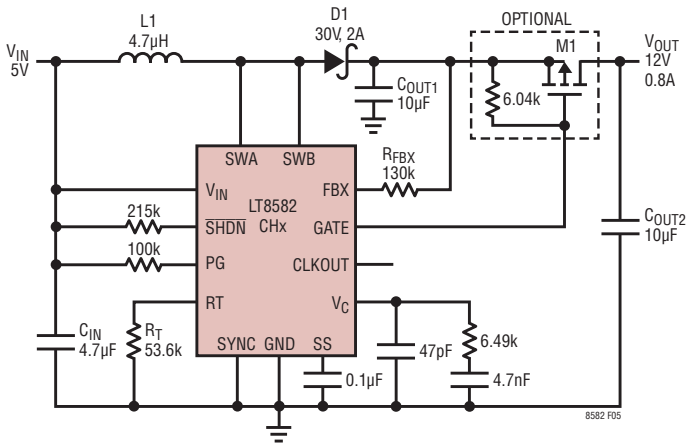 OPTIONAL
L1
4.7µH
D1
30V, 2A
M1
VIN
5V
VOUT
12V
0.8A
COUT1
10µF
6.04k
SWA
SWB
RFBX
130k
VIN
FBX
LT8582
CHx
215k
SHDN
GATE
COUT2
10µF
100k
PG
CLKOUT
RT
VC
CIN
4.7µF
RT
53.6k
SYNC
GND
SS
47pF
6.49k
0.1µF
4.7nF
8582 F05